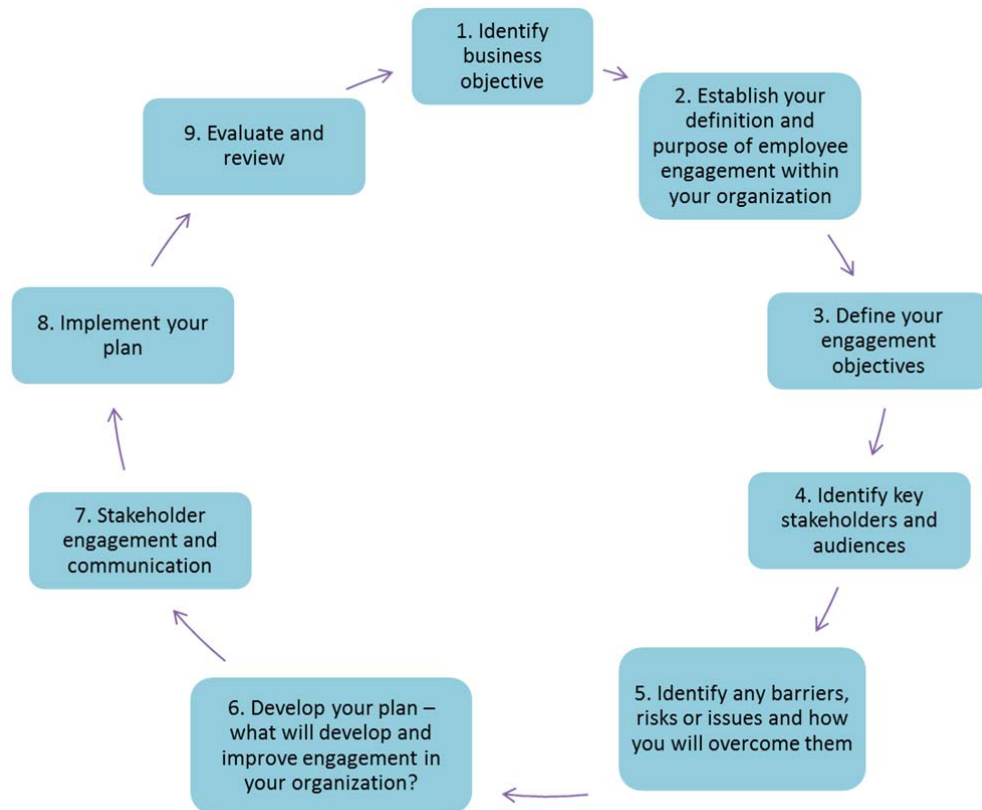 1. Identify
business
objective
2. Establish your
definition and
purpose of employee
engagement within
your organization
3. Define your
engagement
objectives
4. Identify key
stakeholders and
audiences
5. Identify any barriers,
risks or issues and how
you will overcome them
6. Develop your plan –
what will develop and
improve engagement in
your organization?
7. Stakeholder
engagement and
communication
8. Implement your
plan
9. Evaluate and
review